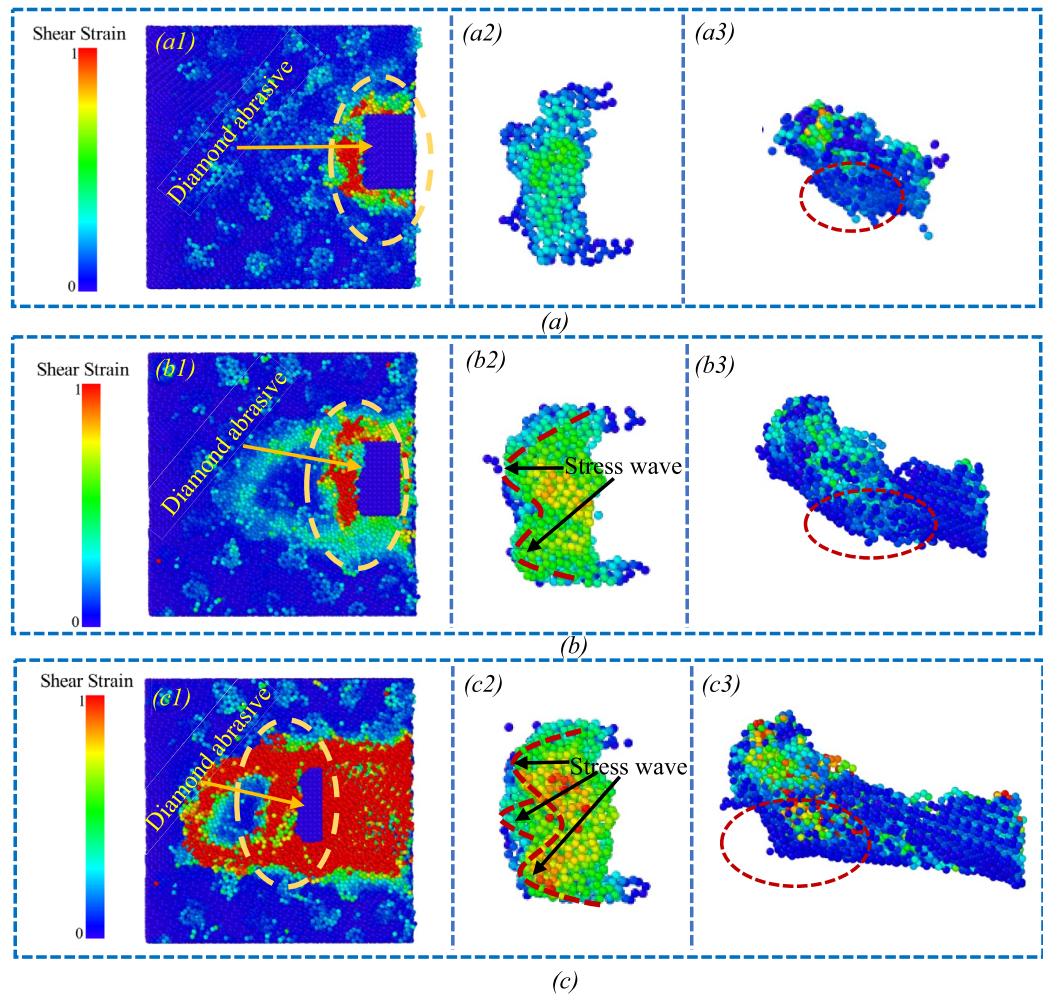 Shear Strain
1
0
(a1)
Diamond abrasive
(a2)
(a3)
(a)
Shear Strain
1
0
(b1)
Diamond abrasive
(b2)
Stress wave
(b3)
(b)
Shear Strain
1
0
(c1)
Diamond abrasive
(c2)
Stress wave
(c3)
(c)